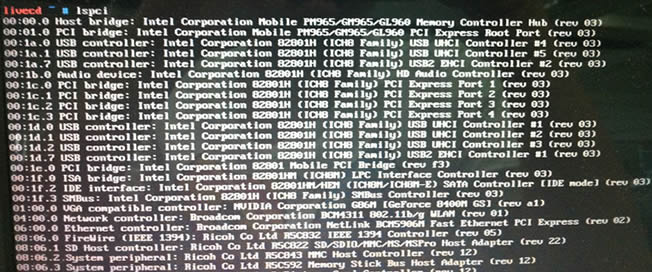 livecd ~ # lspci
00:00.0 Host bridge: Intel Corporation Mobile PM965/GM965/GL960 Memory Controller Hub (rev 03)
00:01.0 PCI bridge: Intel Corporation Mobile PM965/GM965/GL960 PCI Express Root Port (rev 03)
00:1a.0 USB controller: Intel Corporation 82801H (ICH8 Family) USB UHCI Controller #4 (rev 03)
00:1a.1 USB controller: Intel Corporation 82801H (ICH8 Family) USB UHCI Controller #5 (rev 03)
00:1a.7 USB controller: Intel Corporation 82801H (ICH8 Family) USB2 EHCI Controller #2 (rev 03)
00:1b.0 Audio device: Intel Corporation 82801H (ICH8 Family) HD Audio Controller (rev 03)
00:1c.0 PCI bridge: Intel Corporation 82801H (ICH8 Family) PCI Express Port 1 (rev 03)
00:1c.1 PCI bridge: Intel Corporation 82801H (ICH8 Family) PCI Express Port 2 (rev 03)
00:1c.2 PCI bridge: Intel Corporation 82801H (ICH8 Family) PCI Express Port 3 (rev 03)
00:1c.3 PCI bridge: Intel Corporation 82801H (ICH8 Family) PCI Express Port 4 (rev 03)
00:1d.0 USB controller: Intel Corporation 82801H (ICH8 Family) USB UHCI Controller #1 (rev 03)
00:1d.1 USB controller: Intel Corporation 82801H (ICH8 Family) USB UHCI Controller #2 (rev 03)
00:1d.2 USB controller: Intel Corporation 82801H (ICH8 Family) USB UHCI Controller #3 (rev 03)
00:1d.7 USB controller: Intel Corporation 82801H (ICH8 Family) USB2 EHCI Controller #1 (rev 03)
00:1e.0 PCI bridge: Intel Corporation 82801 Mobile PCI Bridge (rev f3)
00:1f.0 ISA bridge: Intel Corporation 82801HM (ICH8M) LPC Interface Controller (rev 03)
00:1f.2 IDE interface: Intel Corporation 82801HM/HEM (ICH8M/ICH8M-E) SATA Controller [IDE mode] (rev 03)
00:1f.3 SMBus: Intel Corporation 82801H (ICH8 Family) SMBus Controller (rev 03)
01:00.0 VGA compatible controller: NVIDIA Corporation G86M [GeForce 8400M GS] (rev a1)
04:00.0 Network controller: Broadcom Corporation BCM4311 802.11b/g WLAN (rev 01)
06:00.0 Ethernet controller: Broadcom Corporation NetLink BCM5906M Fast Ethernet PCI Express (rev 02)
08:06.0 FireWire (IEEE 1394): Ricoh Co Ltd R5C832 IEEE 1394 Controller (rev 05)
08:06.1 SD Host controller: Ricoh Co Ltd R5C822 SD/SDIO/MMC/MS/MSPro Host Adapter (rev 22)
08:06.2 System peripheral: Ricoh Co Ltd R5C843 MMC Host Controller (rev 12)
08:06.3 System peripheral: Ricoh Co Ltd R5C592 Memory Stick Bus Host Adapter (rev 12)